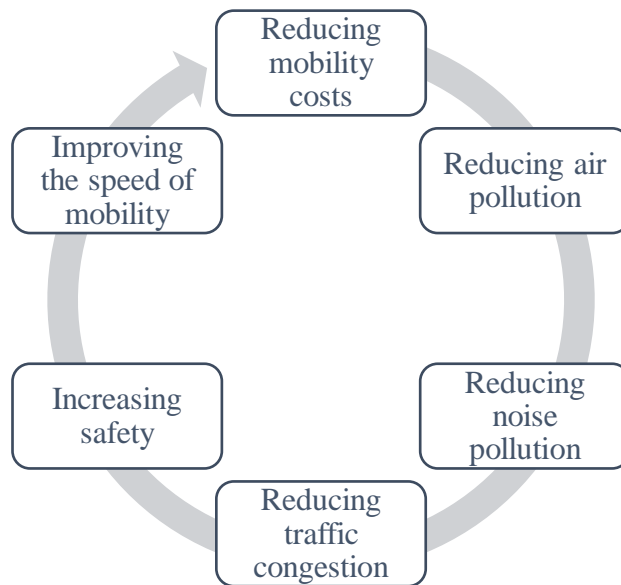 Reducing
mobility
costs
Reducing air
pollution
Reducing
noise
pollution
Reducing
traffic
congestion
Increasing
safety
Improving
the speed of
mobility